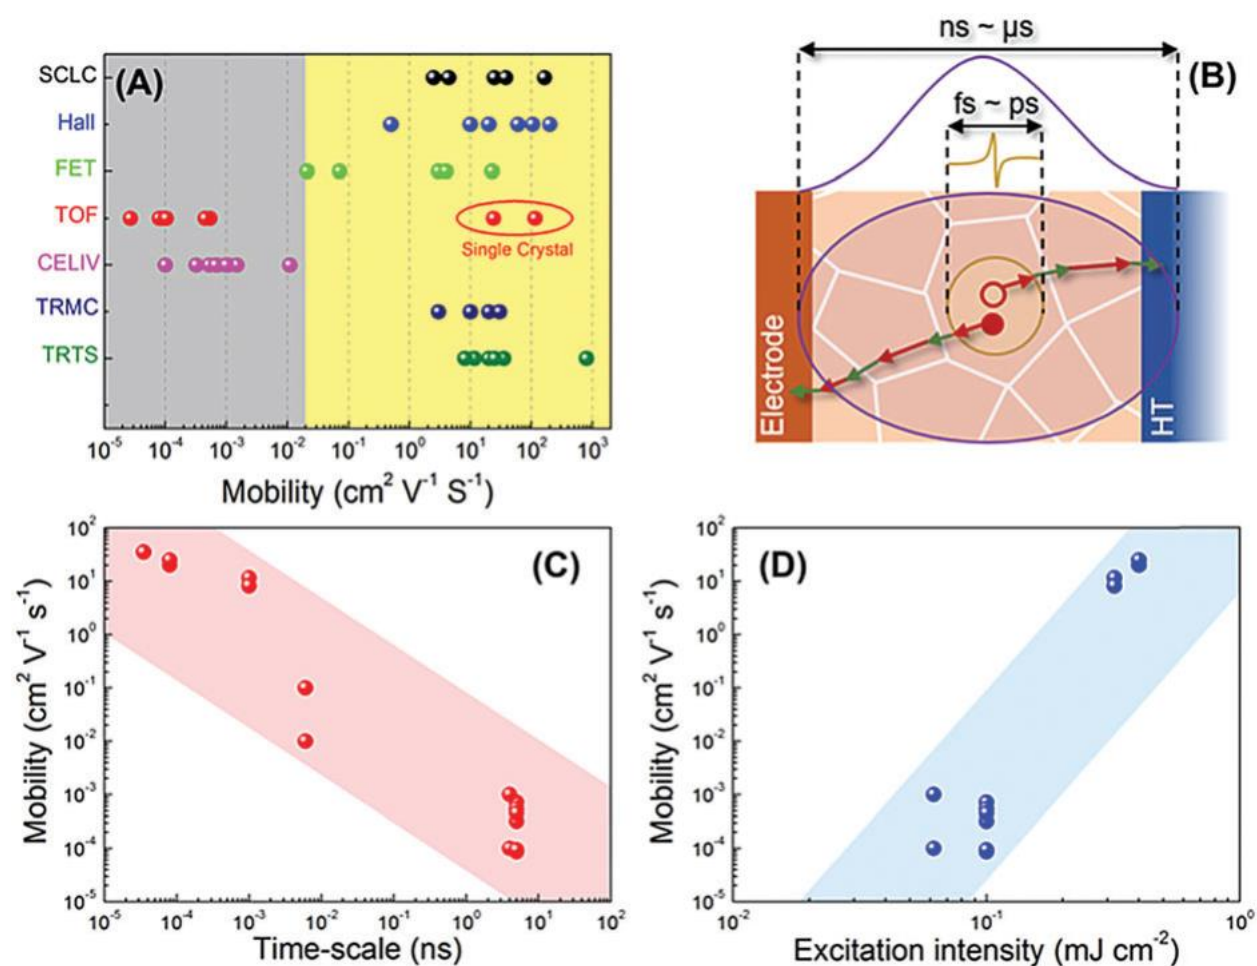 (A)
SCLC
Hall
FET
TOF
CELIV
TRMC
TRTS
Single Crystal
10⁻⁵ 10⁻⁴ 10⁻³ 10⁻² 10⁻¹ 10⁰ 10¹ 10² 10³
Mobility (cm² V⁻¹ S⁻¹)
ns ~ µs
(B)
fs ~ ps
Electrode
HT
(C)
Mobility (cm² V⁻¹ s⁻¹)
10²
10¹
10⁰
10⁻¹
10⁻²
10⁻³
10⁻⁴
10⁻⁵
10⁻⁵ 10⁻⁴ 10⁻³ 10⁻² 10⁻¹ 10⁰ 10¹ 10²
Time-scale (ns)
(D)
Mobility (cm² V⁻¹ s⁻¹)
10²
10¹
10⁰
10⁻¹
10⁻²
10⁻³
10⁻⁴
10⁻⁵
10⁻² 10⁻¹ 10⁰
Excitation intensity (mJ cm⁻²)